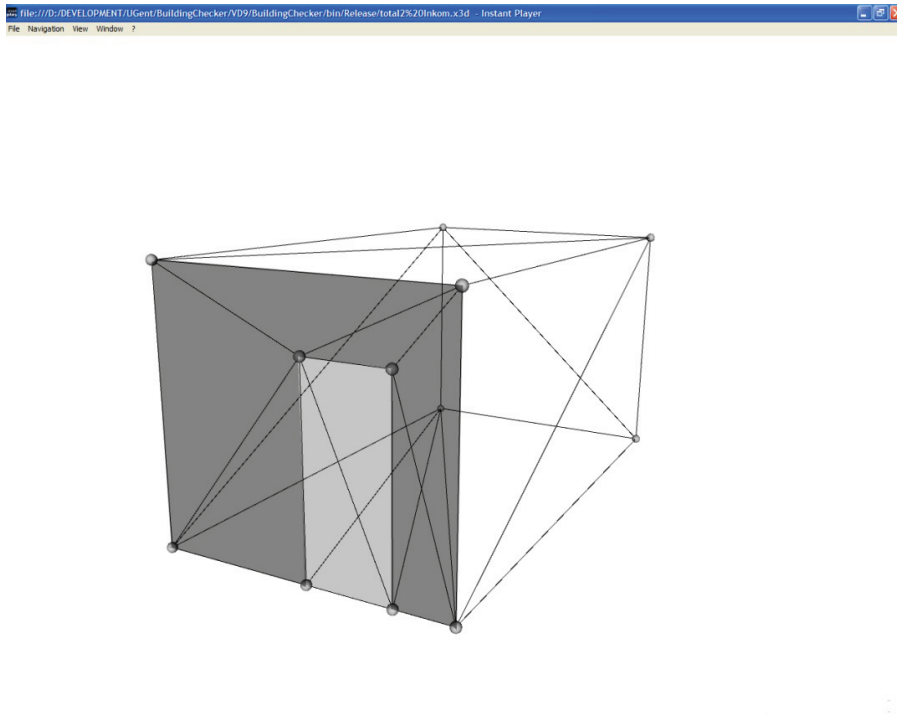 file:///D:/DEVELOPMENT/UGent/BuildingChecker/VD9/BuildingChecker/bin/Release/total2%20Inkom.x3d - Instant Player
File Navigation View Window ?